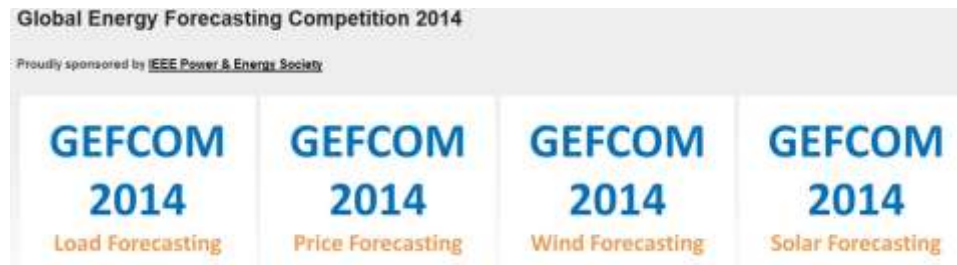 Global Energy Forecasting Competition 2014
Proudly sponsored by IEEE Power & Energy Society
GEFCOM
2014
Load Forecasting
GEFCOM
2014
Price Forecasting
GEFCOM
2014
Wind Forecasting
GEFCOM
2014
Solar Forecasting